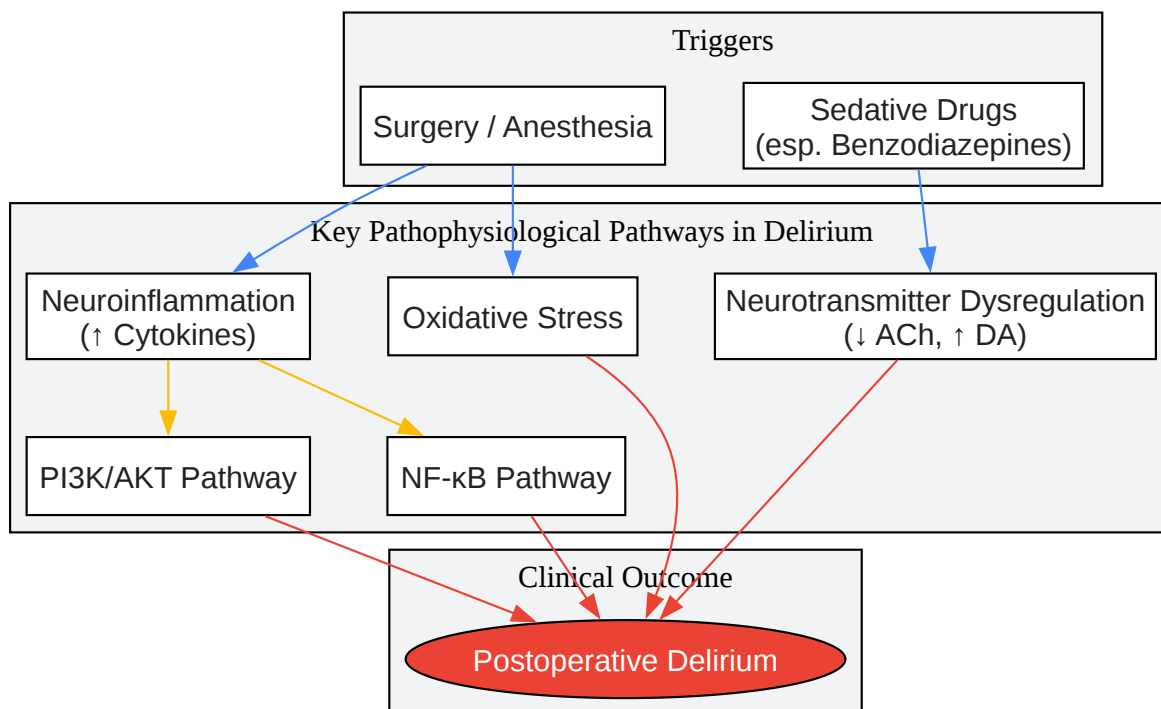 Triggers
Surgery / Anesthesia
Sedative Drugs
(esp. Benzodiazepines)
Key Pathophysiological Pathways in Delirium
Neuroinflammation
(↑ Cytokines)
Oxidative Stress
Neurotransmitter Dysregulation
(↓ ACh, ↑ DA)
PI3K/AKT Pathway
NF-κB Pathway
Clinical Outcome
Postoperative Delirium